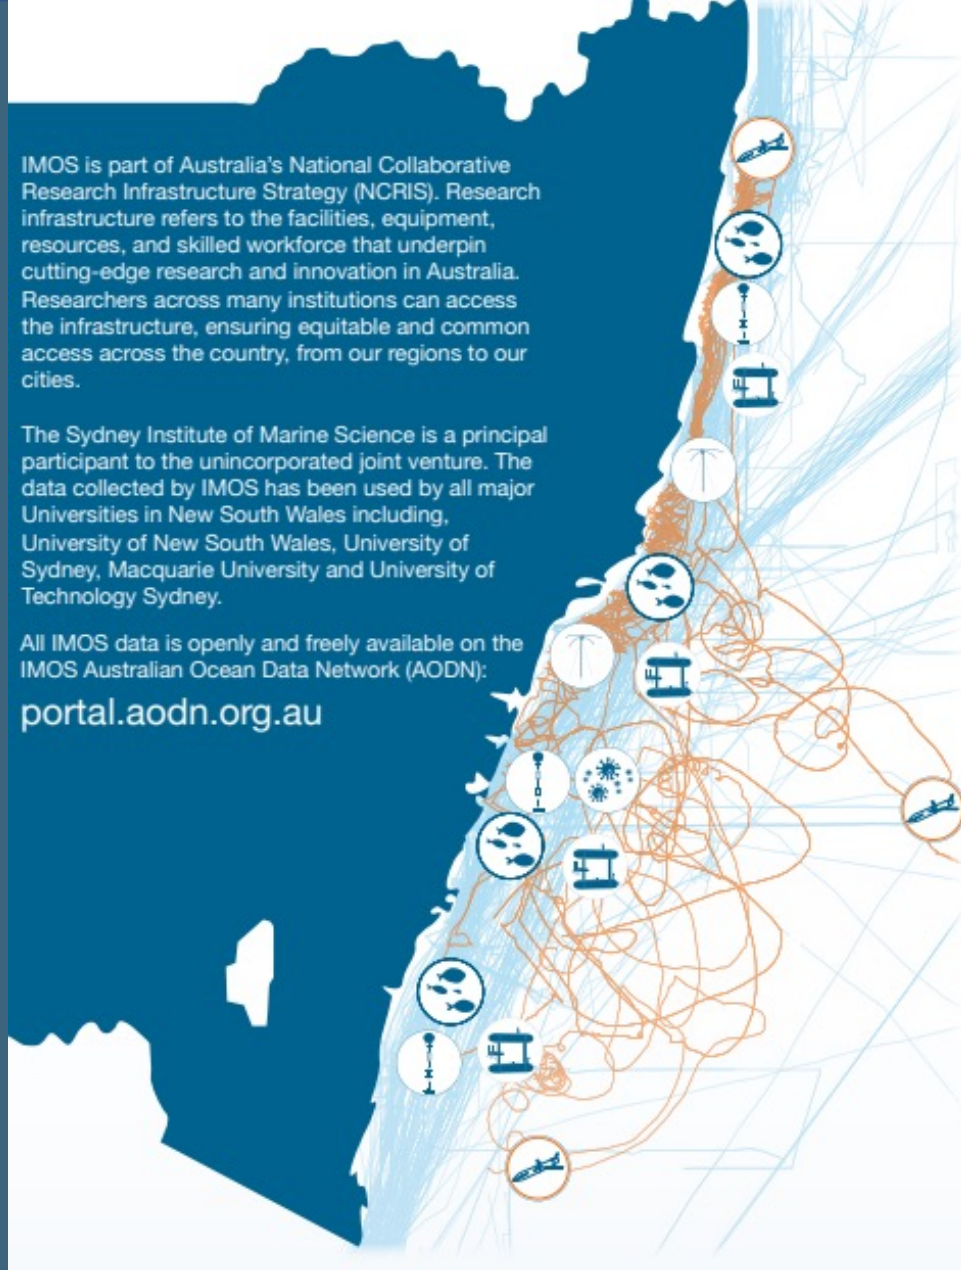 IMOS is part of Australia's National Collaborative
Research Infrastructure Strategy (NCRIS). Research
infrastructure refers to the facilities, equipment,
resources, and skilled workforce that underpin
cutting-edge research and innovation in Australia.
Researchers across many institutions can access
the infrastructure, ensuring equitable and common
access across the country, from our regions to our
cities.
The Sydney Institute of Marine Science is a principal
participant to the unincorporated joint venture. The
data collected by IMOS has been used by all major
Universities in New South Wales including,
University of New South Wales, University of
Sydney, Macquarie University and University of
Technology Sydney.
All IMOS data is openly and freely available on the
IMOS Australian Ocean Data Network (AODN):
portal.aodn.org.au